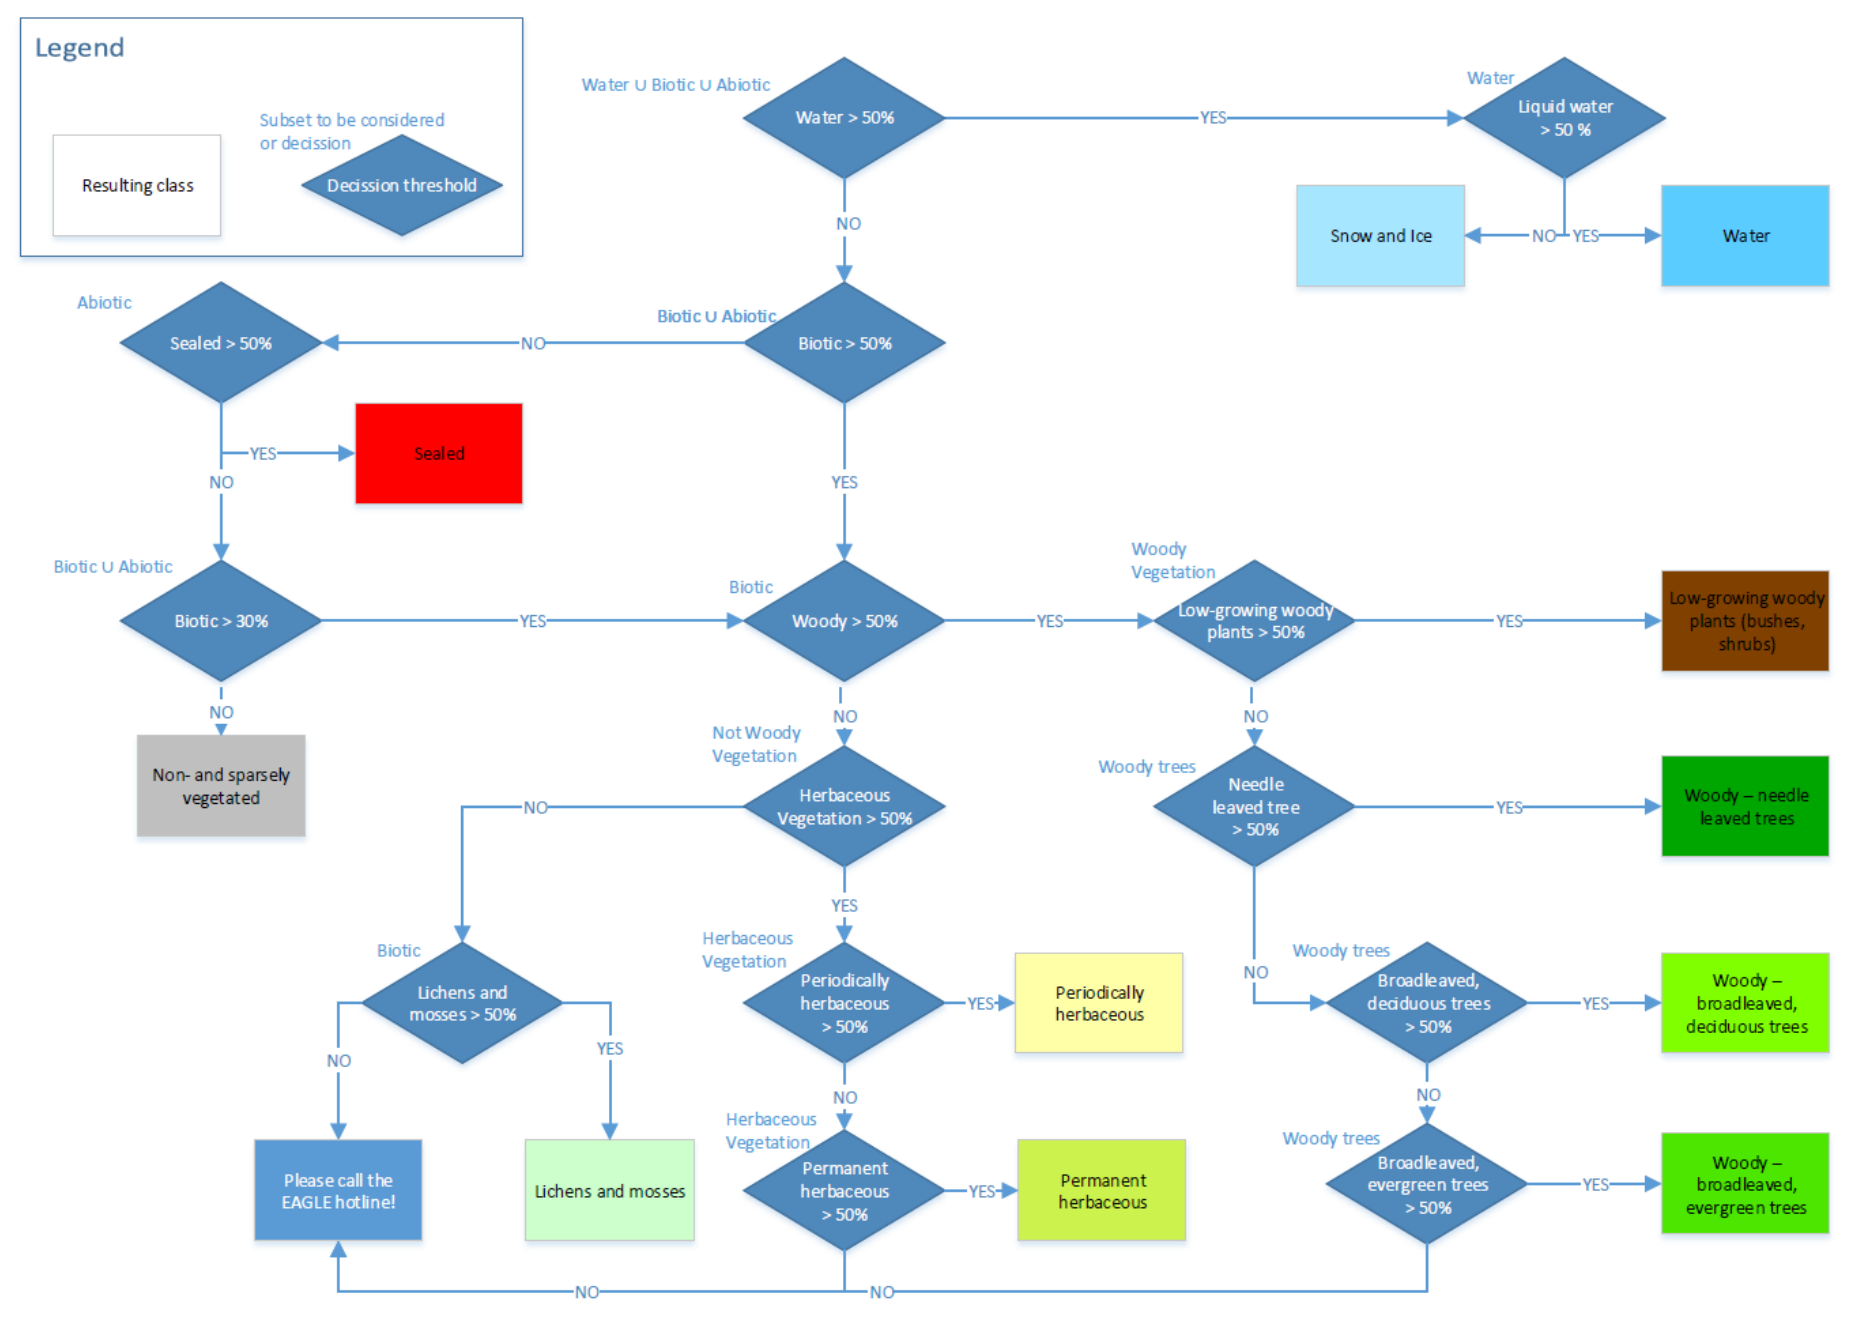 Legend
Subset to be considered
or decission
Resulting class
Decission threshold
Water ∪ Biotic ∪ Abiotic
Water > 50%
YES
Water
Liquid water
> 50 %
NO
Snow and Ice
NO
YES
Water
Abiotic
Sealed > 50%
NO
Biotic ∪ Abiotic
Biotic > 50%
YES
Sealed
NO
YES
Biotic ∪ Abiotic
Biotic > 30%
YES
Biotic
Woody > 50%
YES
Woody
Vegetation
Low-growing woody
plants > 50%
YES
Low-growing woody
plants (bushes,
shrubs)
NO
NO
NO
Non- and sparsely
vegetated
Not Woody
Vegetation
Herbaceous
Vegetation > 50%
NO
Woody trees
Needle
leaved tree
> 50%
YES
Woody – needle
leaved trees
YES
NO
Biotic
Lichens and
mosses > 50%
NO
YES
Herbaceous
Vegetation
Periodically
herbaceous
> 50%
YES
Periodically
herbaceous
Woody trees
Broadleaved,
deciduous trees
> 50%
YES
Woody –
broadleaved,
deciduous trees
NO
NO
Please call the
EAGLE hotline!
Lichens and mosses
Herbaceous
Vegetation
Permanent
herbaceous
> 50%
YES
Permanent
herbaceous
Woody trees
Broadleaved,
evergreen trees
> 50%
YES
Woody –
broadleaved,
evergreen trees
NO
NO